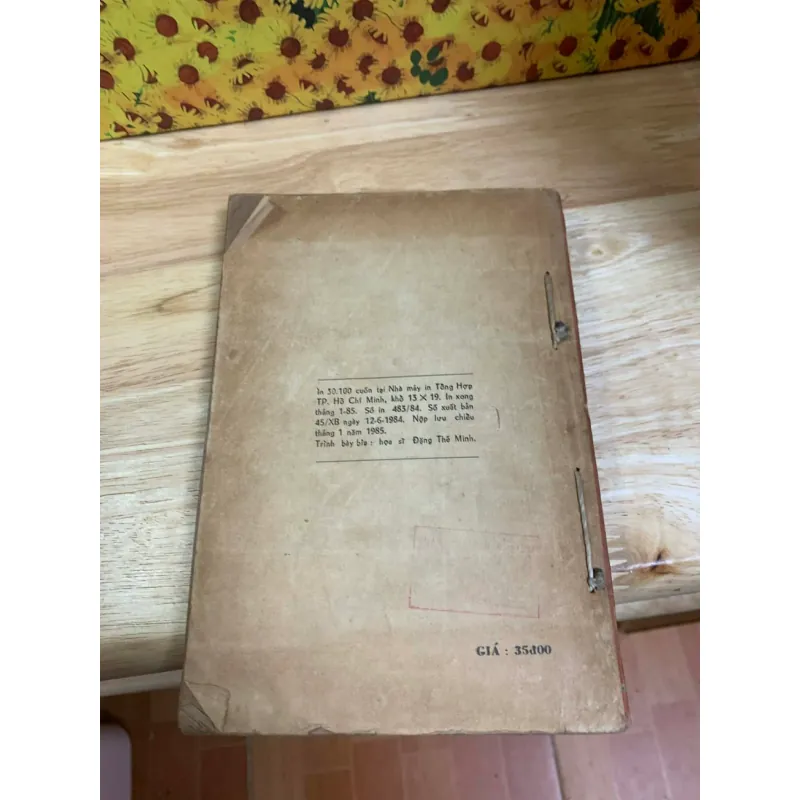 In 30.100 cuốn tại Nhà máy in Tổng Hợp
TP. Hồ Chí Minh, khổ 13 × 19. In xong
tháng 1-85. Số in 483/84. Số xuất bản
45/XB ngày 12-6-1984. Nộp lưu chiểu
tháng 1 năm 1985.
Trình bày bìa : họa sĩ Đặng Thế Minh.
GIÁ : 35đ00